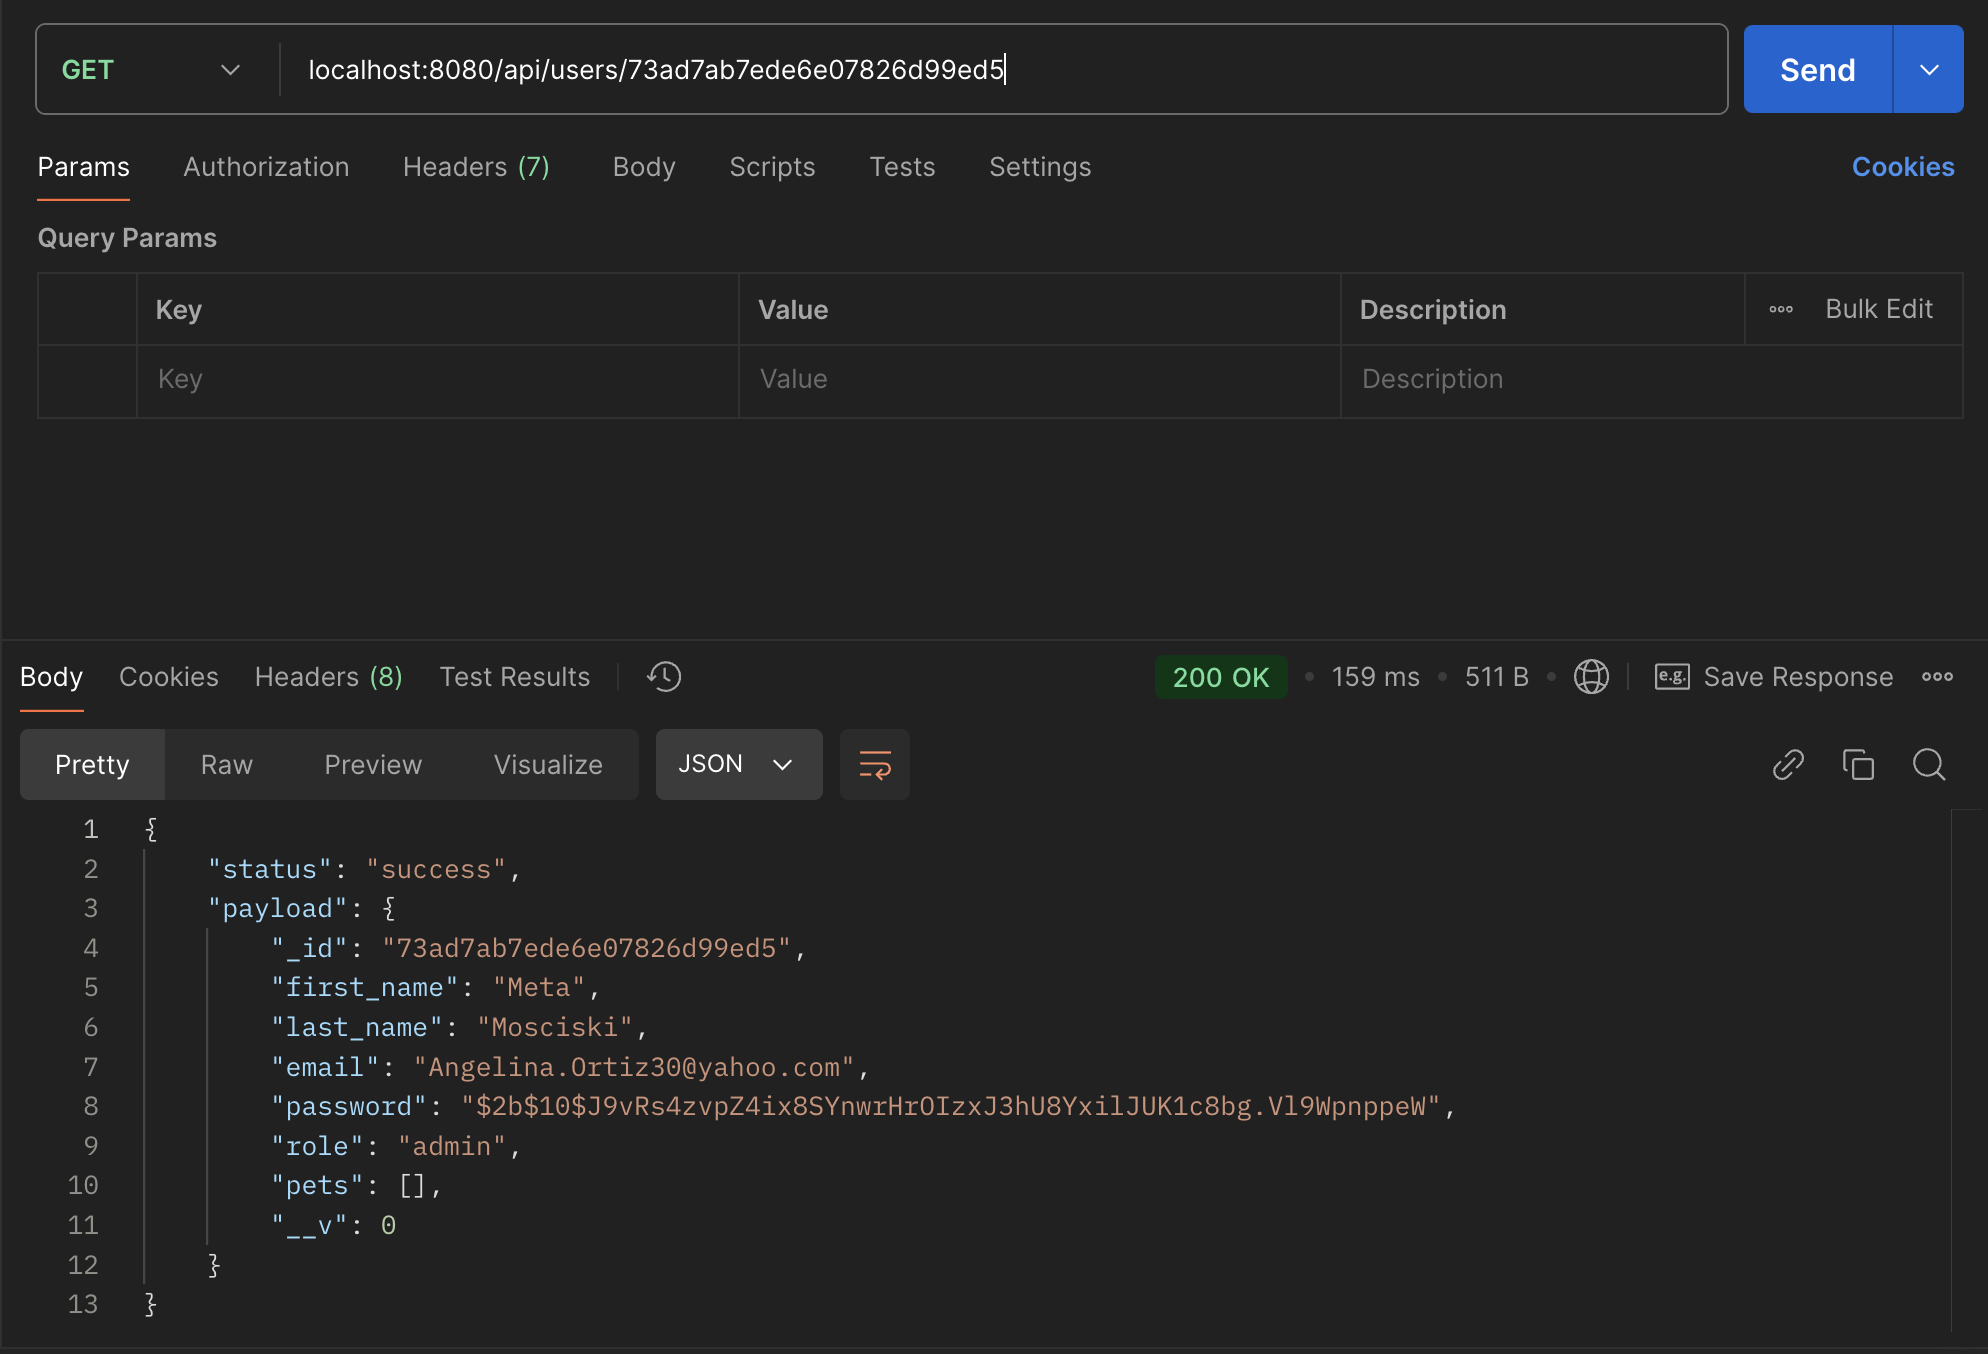 GET localhost:8080/api/users/73ad7ab7ede6e07826d99ed5 Send
Params Authorization Headers (7) Body Scripts Tests Settings Cookies
Query Params
Key Value Description Bulk Edit
Key Value Description
Body Cookies Headers (8) Test Results 200 OK 159 ms 511 B e.g. Save Response
Pretty Raw Preview Visualize JSON
1 {
2 "status": "success",
3 "payload": {
4 "_id": "73ad7ab7ede6e07826d99ed5",
5 "first_name": "Meta",
6 "last_name": "Mosciski",
7 "email": "Angelina.Ortiz30@yahoo.com",
8 "password": "$2b$10$J9vRs4zvpZ4ix8SYnwrHrOIzxJ3hU8YxilJUK1c8bg.Vl9WpnppeW",
9 "role": "admin",
10 "pets": [],
11 "__v": 0
12 }
13 }